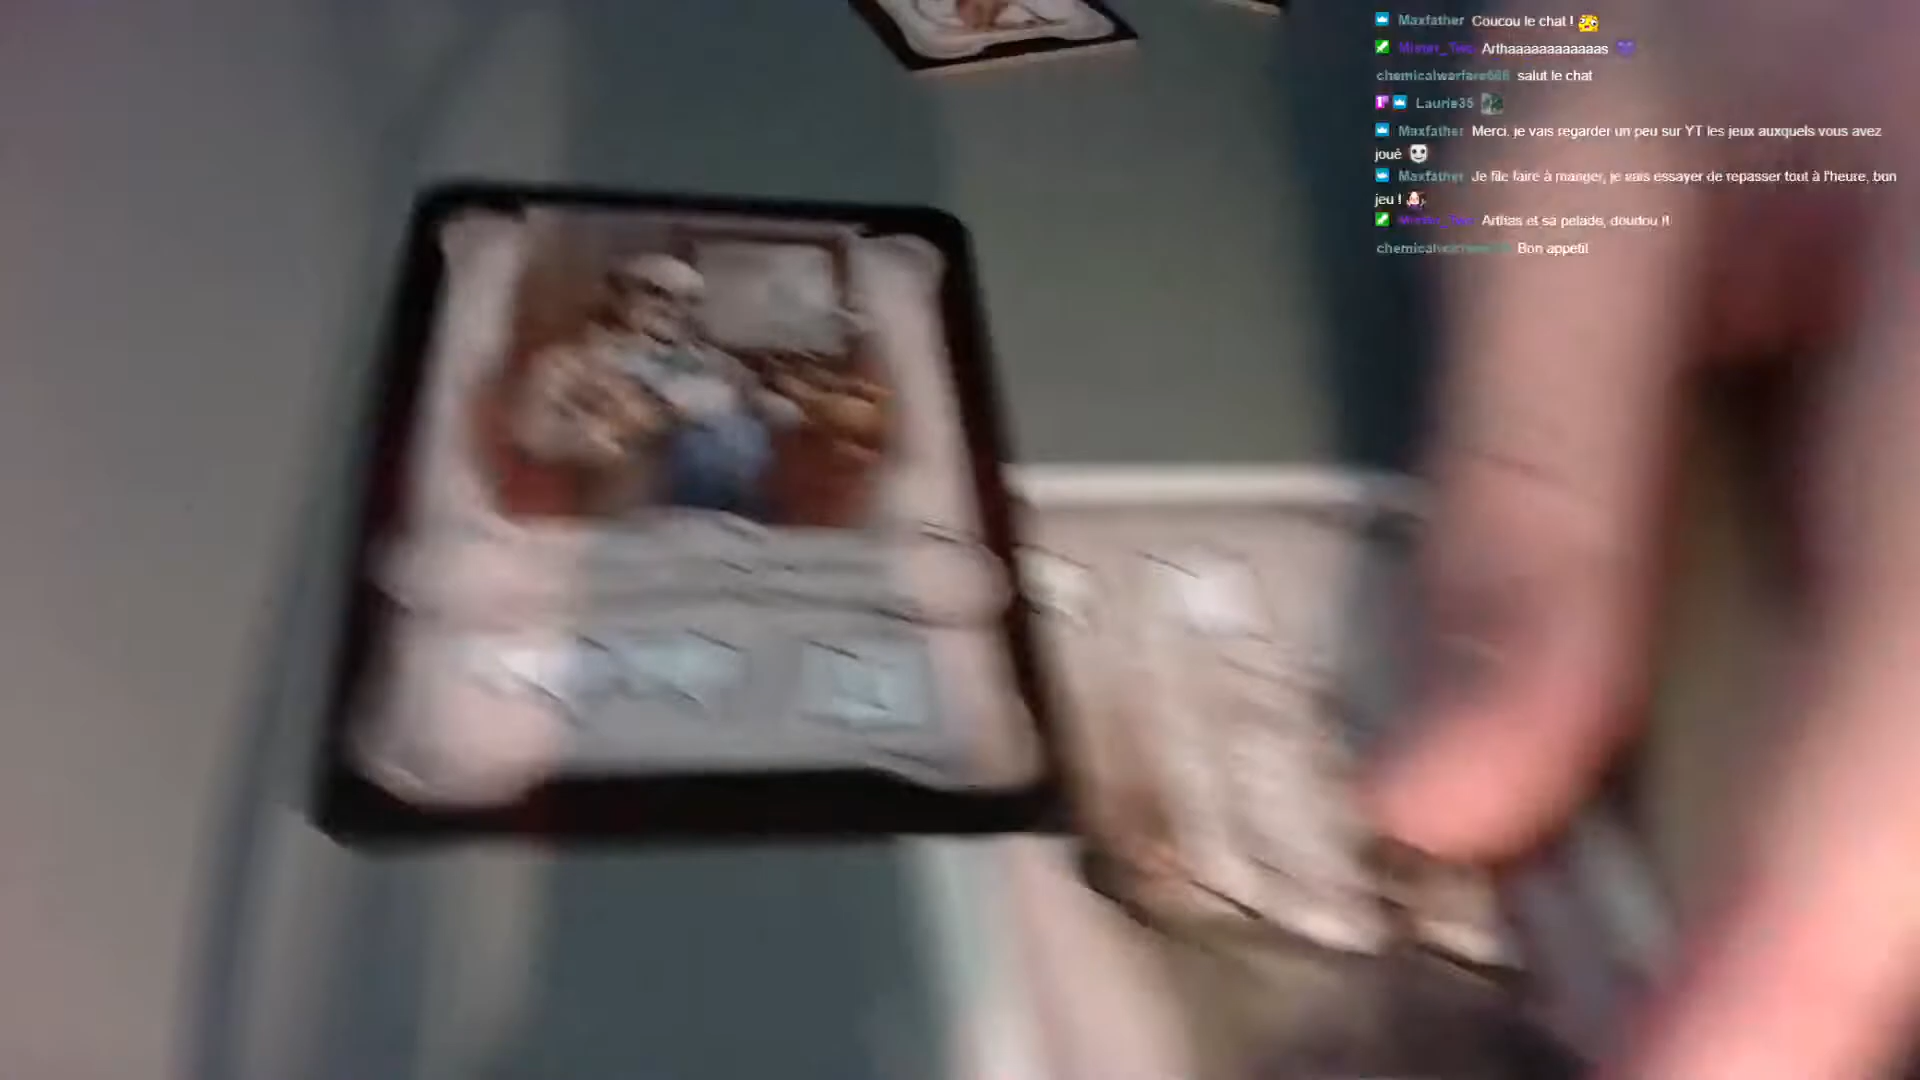 Maxfather Coucou le chat !
Arthaaaaaaaaaaaas
chemicalwarfare666 salut le chat
Laurie35
Maxfather Merci. je vais regarder un peu sur YT les jeux auxquels vous avez
joué
Maxfather Je file faire à manger, je vais essayer de repasser tout à l'heure, bon
jeu !
Arthas et sa pelade, doudou !!
Bon appetit